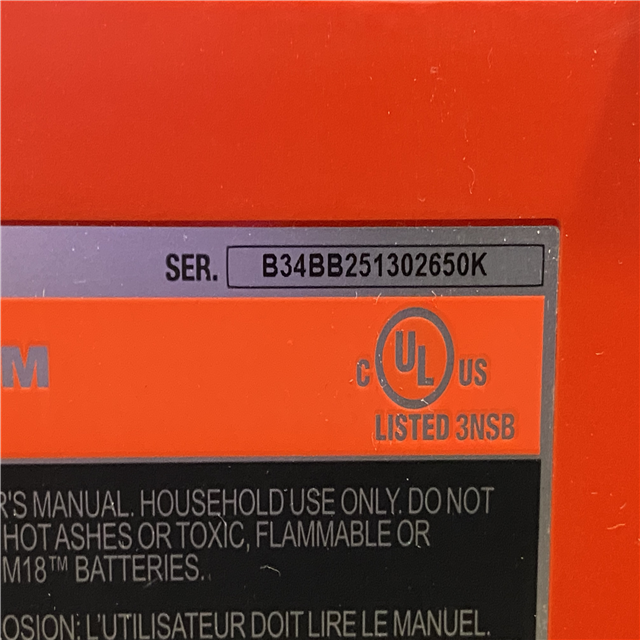 SER. B34BB251302650K
M
C UL US
LISTED 3NSB
R'S MANUAL. HOUSEHOLD USE ONLY. DO NOT
HOT ASHES OR TOXIC, FLAMMABLE OR
M18™ BATTERIES.
OSION; L'UTILISATEUR DOIT LIRE LE MANUEL.